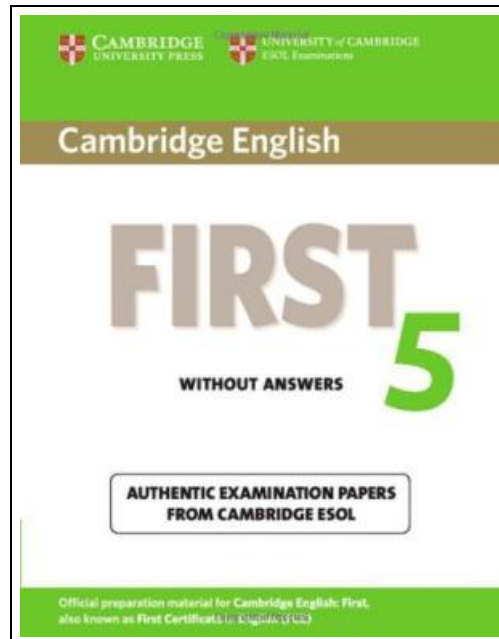 CAMBRIDGE
UNIVERSITY PRESS
UNIVERSITY of CAMBRIDGE
ESOL Examinations
Cambridge English
FIRST
5
WITHOUT ANSWERS
AUTHENTIC EXAMINATION PAPERS
FROM CAMBRIDGE ESOL
Official preparation material for Cambridge English: First,
also known as First Certificate